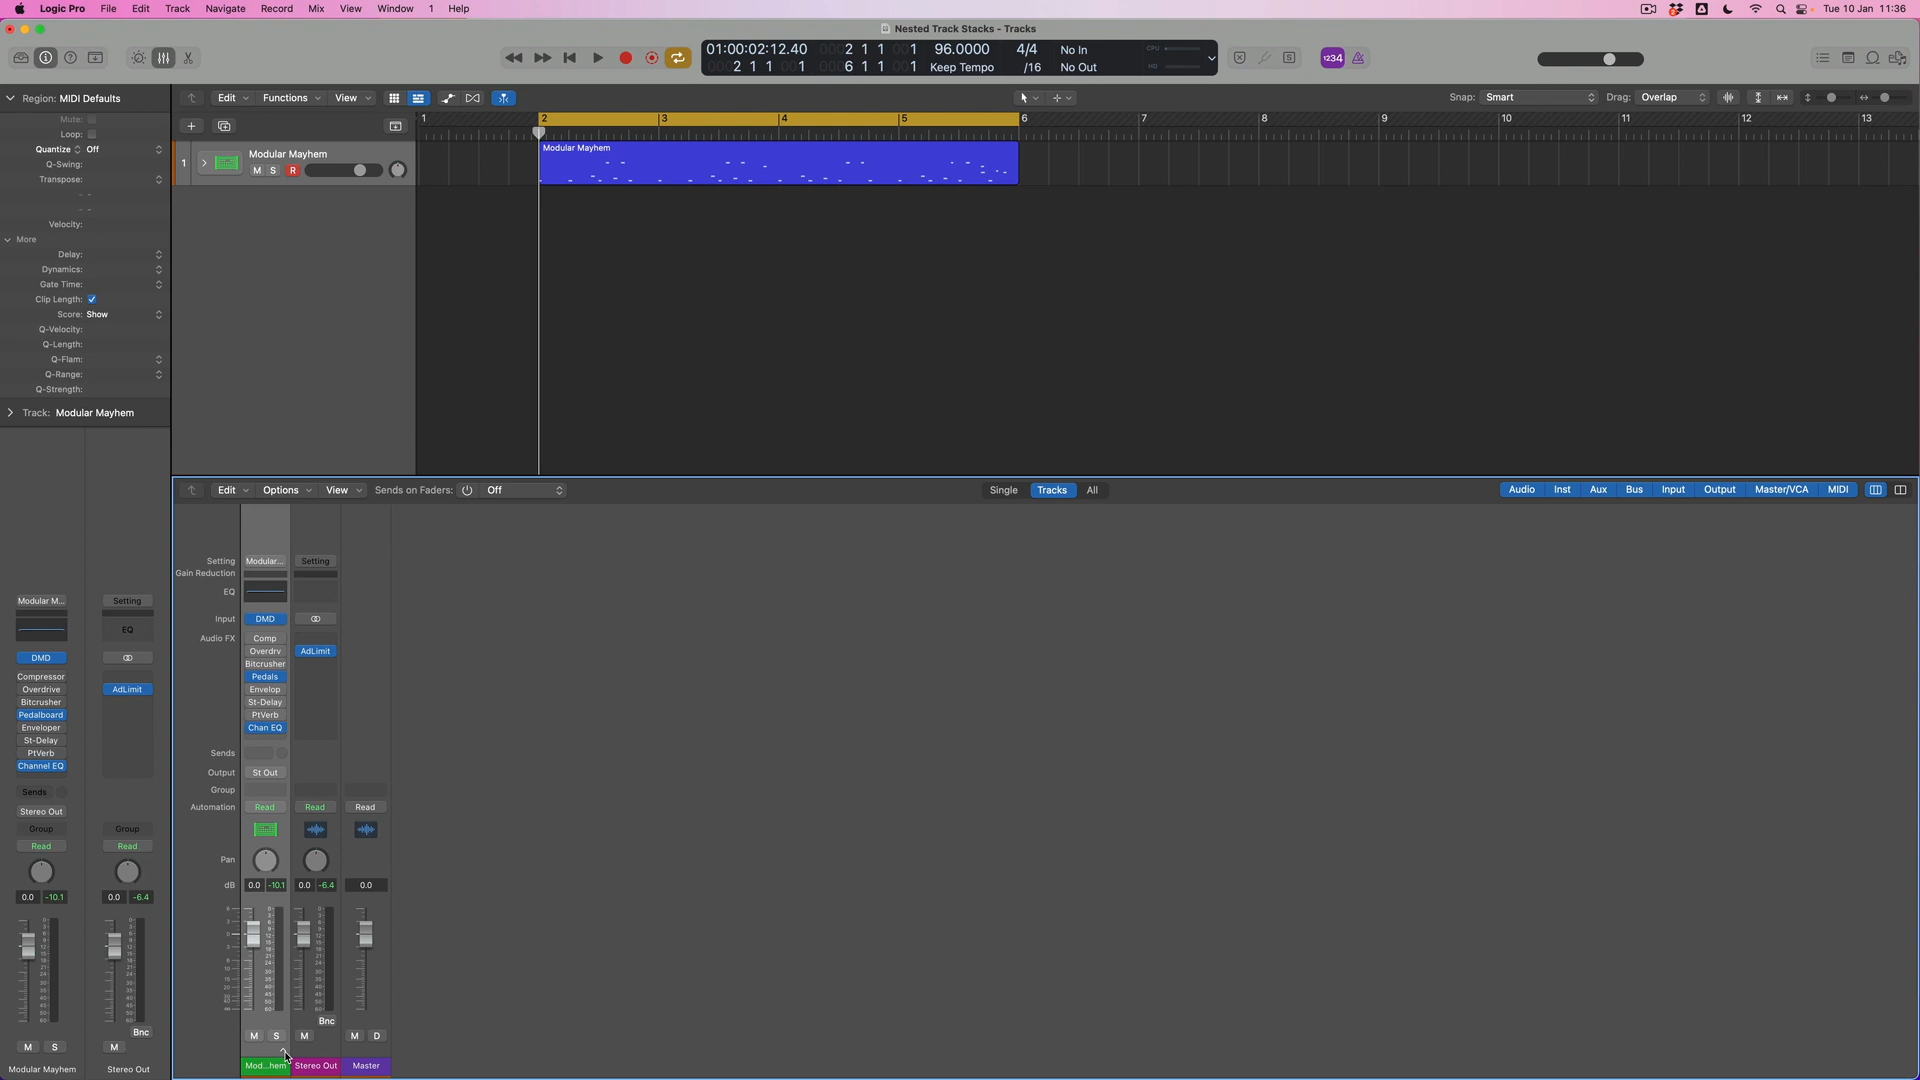 Logic Pro File Edit Track Navigate Record Mix View Window 1 Help Tue 10 Jan 11:36
Nested Track Stacks - Tracks
01:00:02:12.40 2 1 1 1 96.0000 4/4 No In CPU
2 1 1 1 6 1 1 1 Keep Tempo /16 No Out HD
1234
Region: MIDI Defaults
Edit Functions View
Snap: Smart Drag: Overlap
Mute:
Loop:
Quantize Off
Q-Swing:
Transpose:
Velocity:
More
Delay:
Dynamics:
Gate Time:
Clip Length:
Score: Show
Q-Velocity:
Q-Length:
Q-Flam:
Q-Range:
Q-Strength:
Track: Modular Mayhem
1 2 3 4 5 6 7 8 9 10 11 12 13
1 Modular Mayhem
M S R
Modular Mayhem
Edit Options View Sends on Faders: Off
Single Tracks All
Audio Inst Aux Bus Input Output Master/VCA MIDI
Setting Modular... Setting
Gain Reduction
EQ
Input DMD
Audio FX Comp
Overdrv AdLimit
Bitcrusher
Pedals
Envelop
St-Delay
PtVerb
Chan EQ
Sends
Output St Out
Group
Automation Read Read Read
Pan
dB 0.0 -10.1 0.0 -6.4 0.0
Bnc
M S M M D
Mod...hem Stereo Out Master
Modular M... Setting
EQ
DMD
Compressor
Overdrive AdLimit
Bitcrusher
Pedalboard
Enveloper
St-Delay
PtVerb
Channel EQ
Sends
Stereo Out
Group Group
Read Read
0.0 -10.1 0.0 -6.4
Bnc
M S M
Modular Mayhem Stereo Out